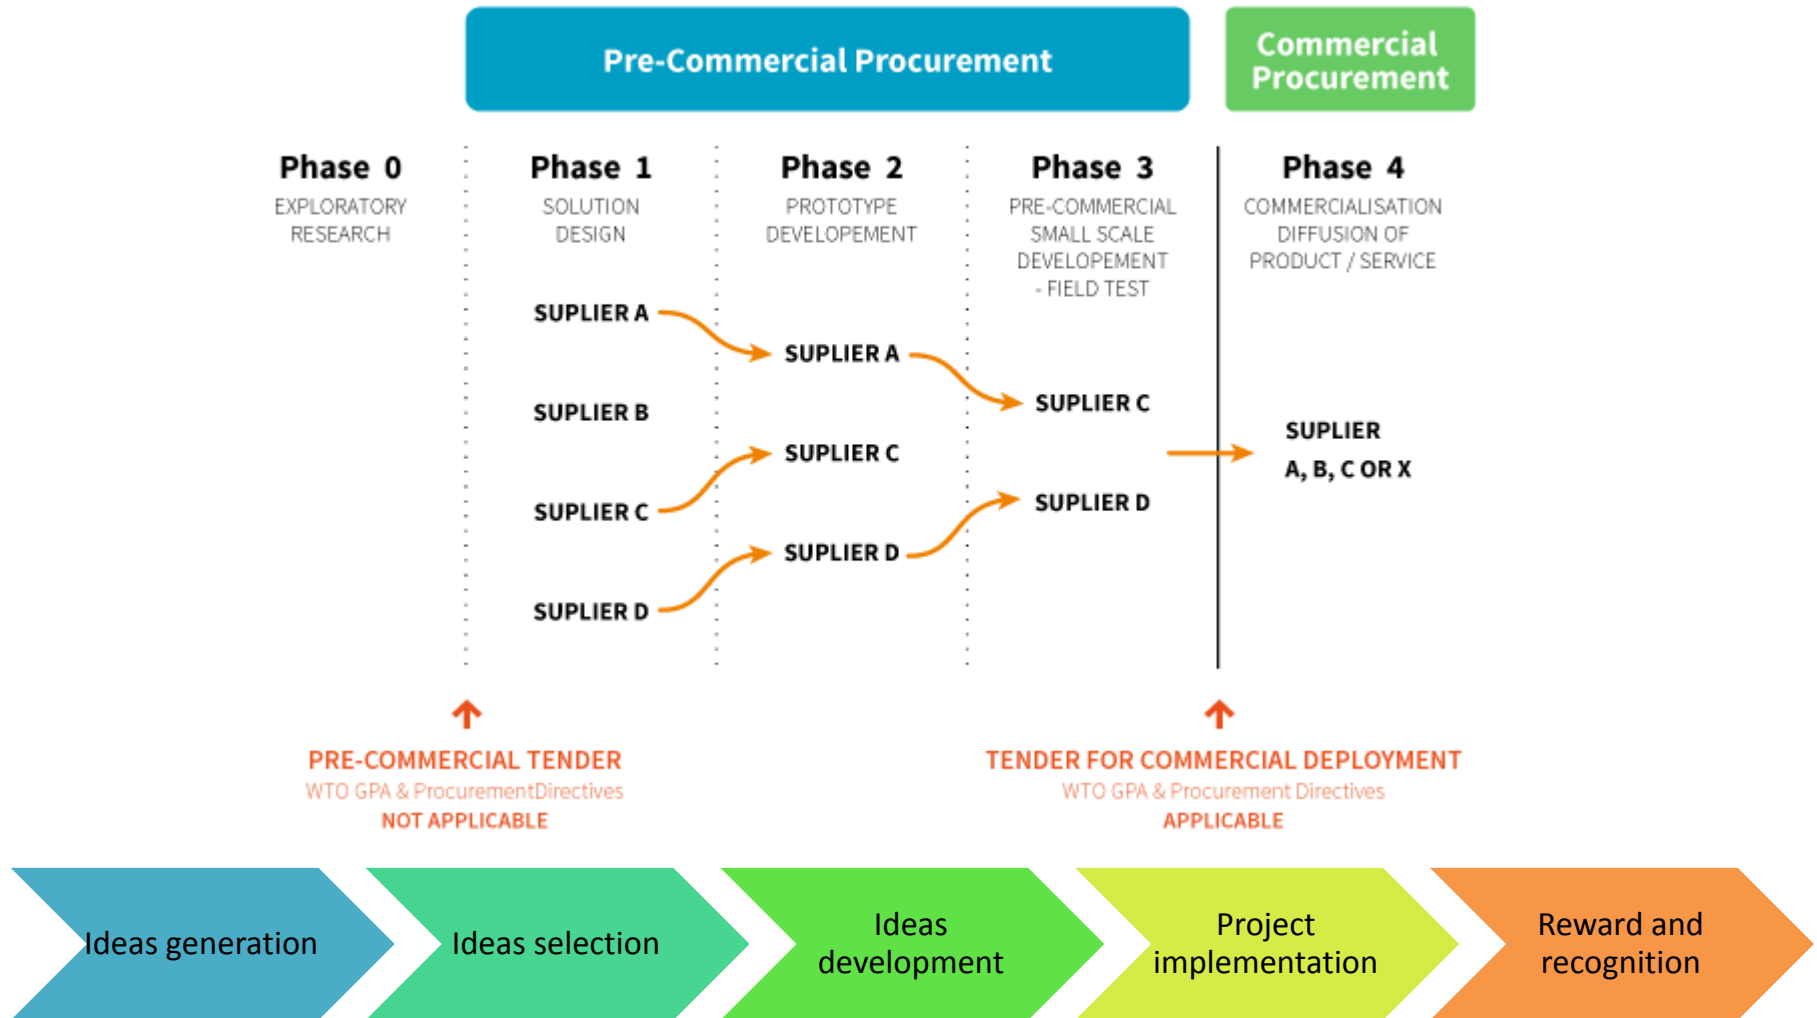 Pre-Commercial Procurement
Commercial
Procurement
Phase 0
EXPLORATORY
RESEARCH
Phase 1
SOLUTION
DESIGN
Phase 2
PROTOTYPE
DEVELOPEMENT
Phase 3
PRE-COMMERCIAL
SMALL SCALE
DEVELOPEMENT
- FIELD TEST
Phase 4
COMMERCIALISATION
DIFFUSION OF
PRODUCT / SERVICE
SUPLIER A
SUPLIER B
SUPLIER C
SUPLIER D
SUPLIER A
SUPLIER C
SUPLIER D
SUPLIER C
SUPLIER D
SUPLIER
A, B, C OR X
PRE-COMMERCIAL TENDER
WTO GPA & ProcurementDirectives
NOT APPLICABLE
TENDER FOR COMMERCIAL DEPLOYMENT
WTO GPA & Procurement Directives
APPLICABLE
Ideas generation
Ideas selection
Ideas
development
Project
implementation
Reward and
recognition